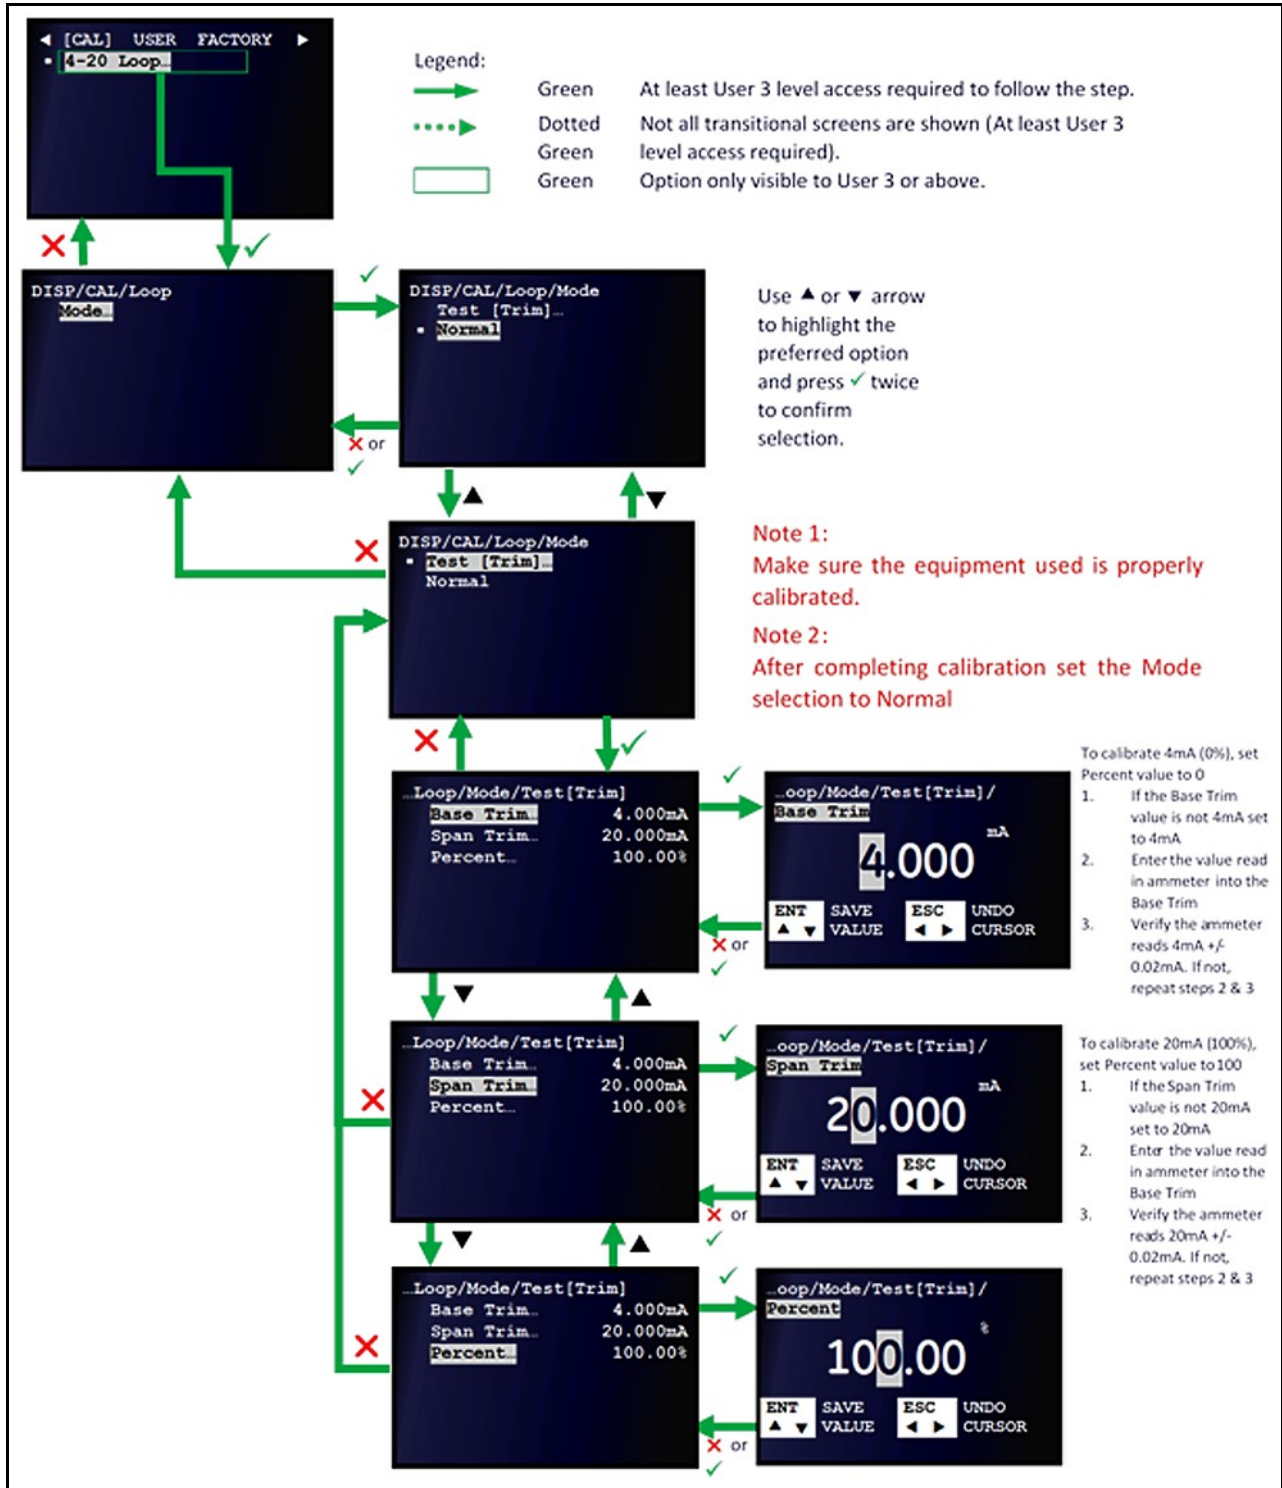 ◄ [CAL] USER FACTORY ►
▪ 4-20 Loop…
Legend:
Green At least User 3 level access required to follow the step.
Dotted Not all transitional screens are shown (At least User 3
Green level access required).
Green Option only visible to User 3 or above.
✕ ✓
DISP/CAL/Loop
Mode…
✓
DISP/CAL/Loop/Mode
Test [Trim]…
▪ Normal
✕ or
✓
Use ▲ or ▼ arrow
to highlight the
preferred option
and press ✓ twice
to confirm
selection.
▲ ▼
✕
DISP/CAL/Loop/Mode
▪ Test [Trim]…
Normal
Note 1:
Make sure the equipment used is properly
calibrated.
Note 2:
After completing calibration set the Mode
selection to Normal
✕ ✓
…Loop/Mode/Test[Trim]
Base Trim… 4.000mA
Span Trim… 20.000mA
Percent… 100.00%
✓
✕ or
✓
…oop/Mode/Test[Trim]/
Base Trim
mA
4.000
ENT SAVE ESC UNDO
▲ ▼ VALUE ◄ ► CURSOR
To calibrate 4mA (0%), set
Percent value to 0
1. If the Base Trim
value is not 4mA set
to 4mA
2. Enter the value read
in ammeter into the
Base Trim
3. Verify the ammeter
reads 4mA +/-
0.02mA. If not,
repeat steps 2 & 3
▼ ▲
✕
…Loop/Mode/Test[Trim]
Base Trim… 4.000mA
Span Trim… 20.000mA
Percent… 100.00%
✓
✕ or
✓
…oop/Mode/Test[Trim]/
Span Trim
mA
20.000
ENT SAVE ESC UNDO
▲ ▼ VALUE ◄ ► CURSOR
To calibrate 20mA (100%),
set Percent value to 100
1. If the Span Trim
value is not 20mA
set to 20mA
2. Enter the value read
in ammeter into the
Base Trim
3. Verify the ammeter
reads 20mA +/-
0.02mA. If not,
repeat steps 2 & 3
▼ ▲
✕
…Loop/Mode/Test[Trim]
Base Trim… 4.000mA
Span Trim… 20.000mA
Percent… 100.00%
✓
✕ or
✓
…oop/Mode/Test[Trim]/
Percent
%
100.00
ENT SAVE ESC UNDO
▲ ▼ VALUE ◄ ► CURSOR